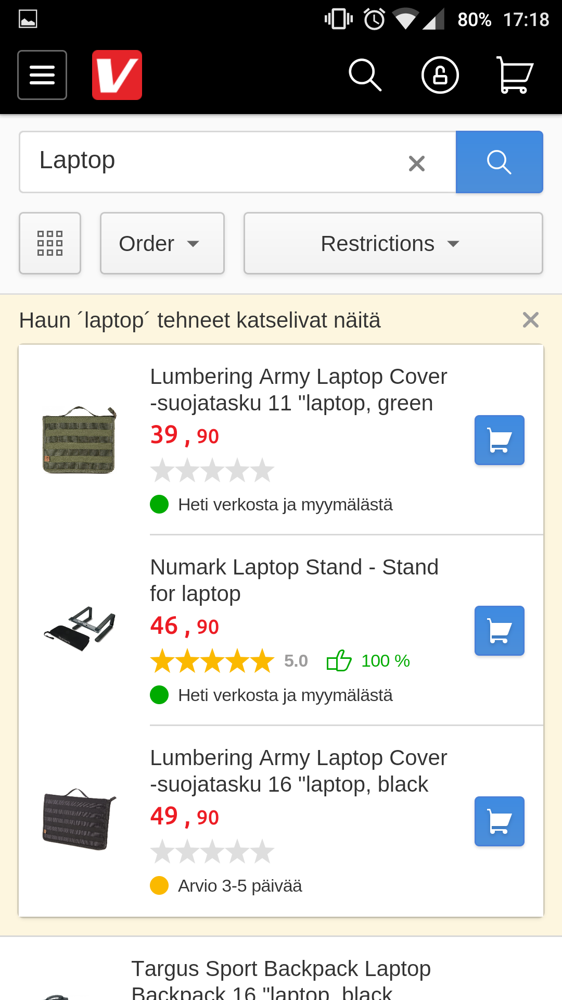 80% 17:18
V
Laptop
Order
Restrictions
Haun ´laptop´ tehneet katselivat näitä
Lumbering Army Laptop Cover
-suojatasku 11 "laptop, green
39,90
Heti verkosta ja myymälästä
Numark Laptop Stand - Stand
for laptop
46,90
5.0 100 %
Heti verkosta ja myymälästä
Lumbering Army Laptop Cover
-suojatasku 16 "laptop, black
49,90
Arvio 3-5 päivää
Targus Sport Backpack Laptop
Backpack 16 "laptop, black